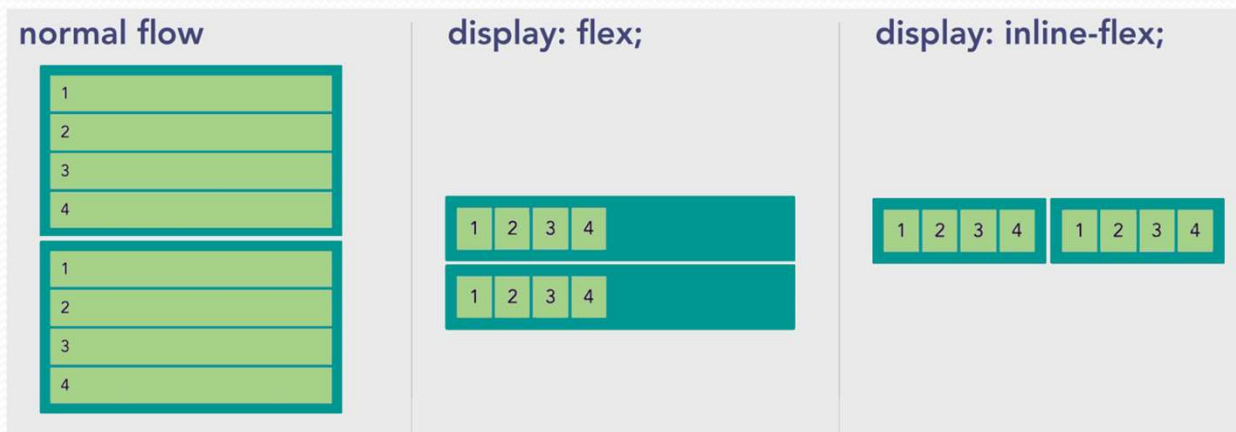 normal flow
1
2
3
4
1
2
3
4
display: flex;
1 2 3 4
1 2 3 4
display: inline-flex;
1 2 3 4 1 2 3 4